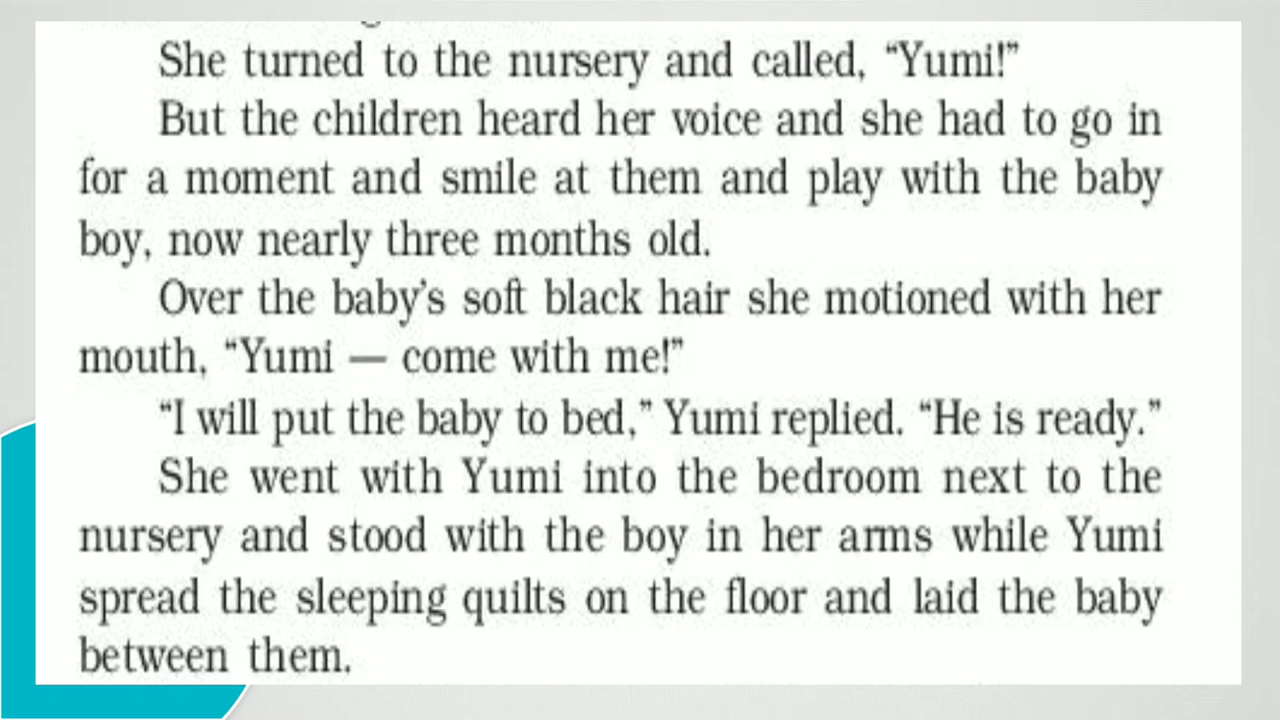 She turned to the nursery and called, “Yumi!”
But the children heard her voice and she had to go in
for a moment and smile at them and play with the baby
boy, now nearly three months old.
Over the baby’s soft black hair she motioned with her
mouth, “Yumi — come with me!”
“I will put the baby to bed,” Yumi replied. “He is ready.”
She went with Yumi into the bedroom next to the
nursery and stood with the boy in her arms while Yumi
spread the sleeping quilts on the floor and laid the baby
between them.